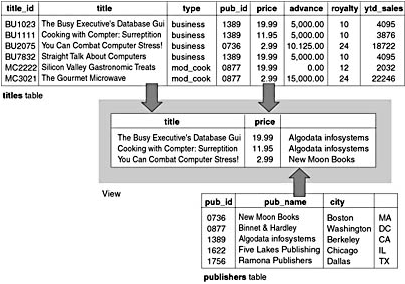 title_id title type pub_id price advance royalty ytd_sales
BU1023 The Busy Executive's Database Gui business 1389 19.99 5,000.00 10 4095
BU1111 Cooking with Compter: Surreptition business 1389 11.95 5,000.00 10 3876
BU2075 You Can Combat Computer Stress! business 0736 2.99 10.125.00 24 18722
BU7832 Straight Talk About Computers business 1389 19.99 5,000.00 10 4095
MC2222 Silicon Valley Gastronomic Treats mod_cook 0877 19.99 0.00 12 2032
MC3021 The Gourmet Microwave mod_cook 0877 2.99 15,000.00 24 22246
titles table
title price
The Busy Executive's Database Gui 19.99 Algodata infosystems
Cooking with Compter: Surreptition 11.95 Algodata infosystems
You Can Combat Computer Stress! 2.99 New Moon Books
View
pub_id pub_name city
0736 New Moon Books Boston MA
0877 Binnet & Hardley Washington DC
1389 Algodata infosystems Berkeley CA
1622 Five Lakes Publishing Chicago IL
1756 Ramona Publishers Dallas TX
publishers table